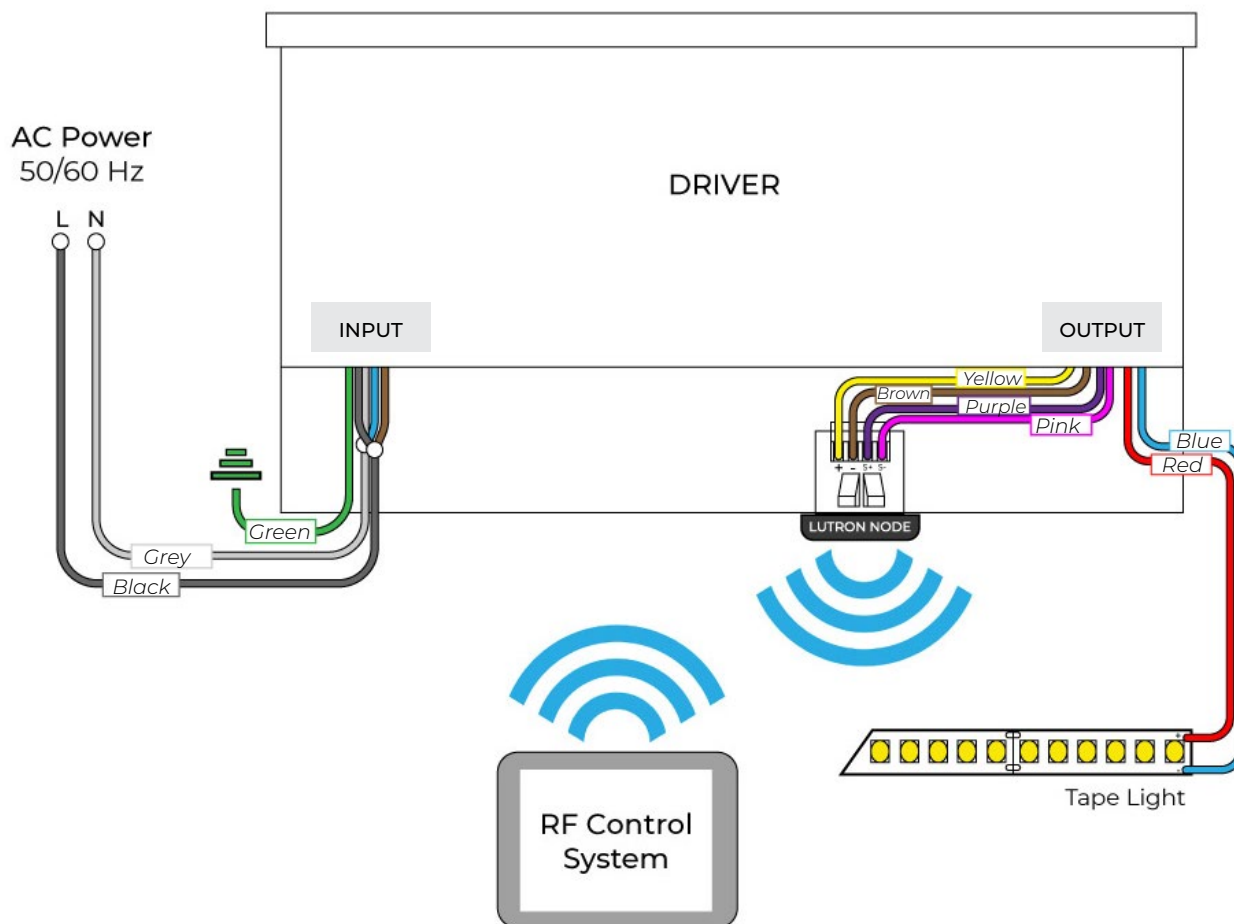 AC Power
50/60 Hz
L N
DRIVER
INPUT
OUTPUT
Yellow
Brown
Purple
Pink
Blue
Red
+ - S+ S-
LUTRON NODE
Green
Grey
Black
+
-
Tape Light
RF Control
System